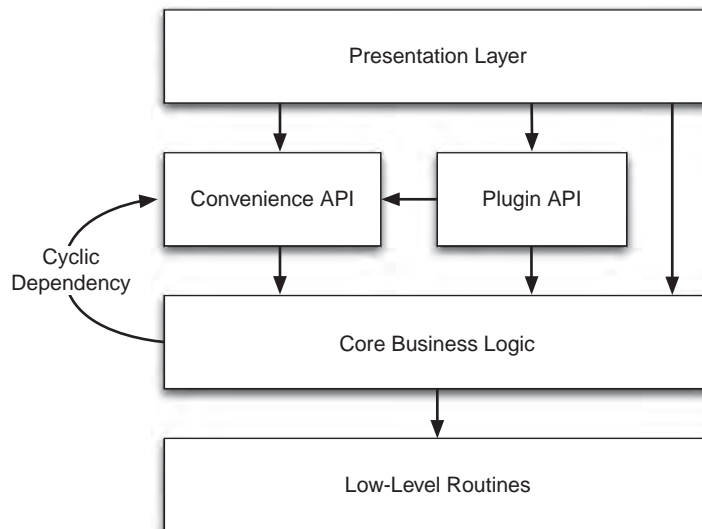 Presentation Layer
Convenience API
Plugin API
Cyclic
Dependency
Core Business Logic
Low-Level Routines